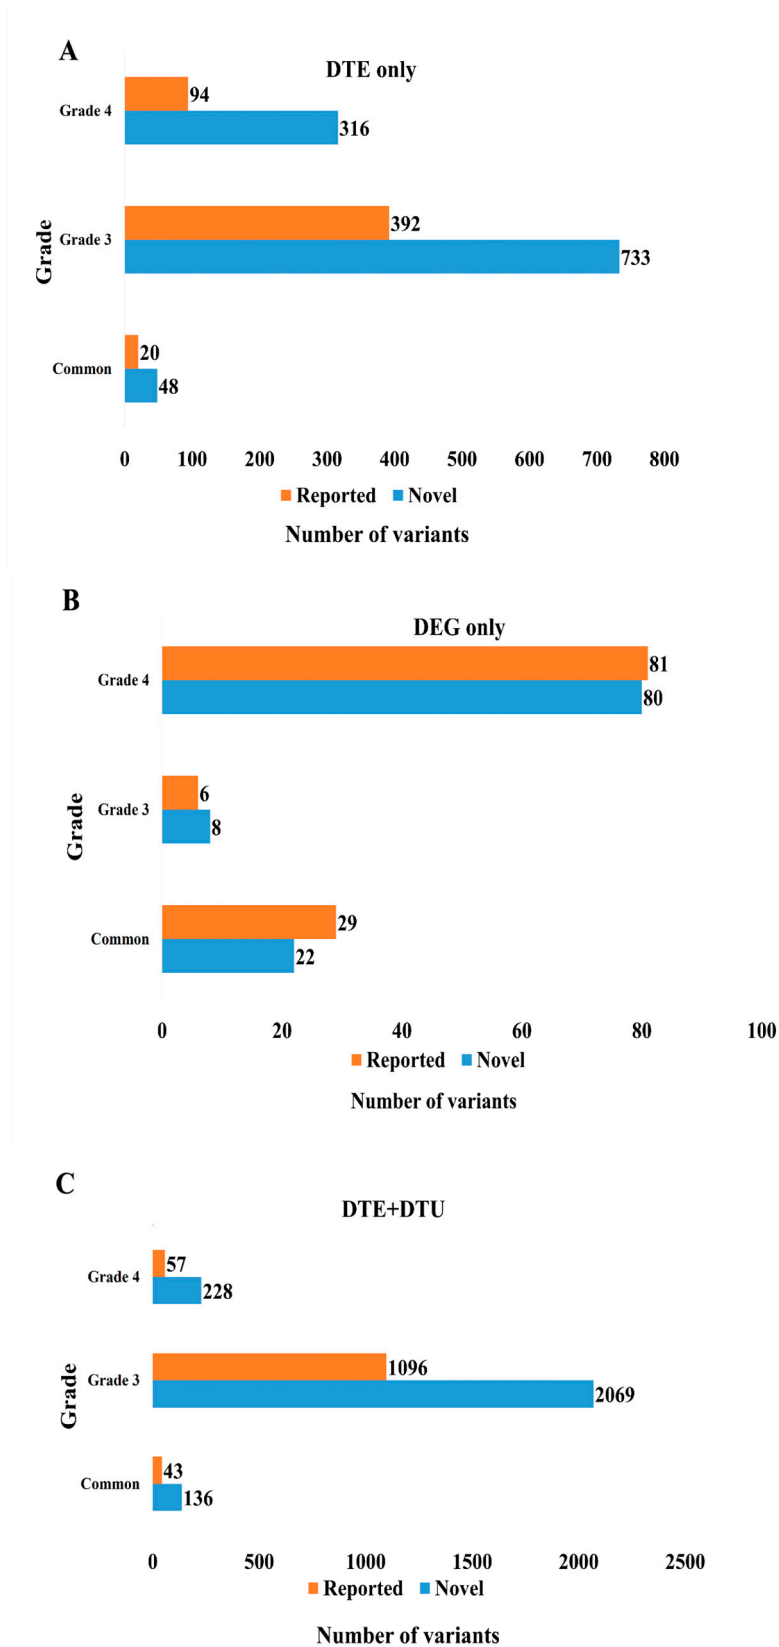 A
DTE only
Grade 4
94
316
Grade
Grade 3
392
733
Common
20
48
0 100 200 300 400 500 600 700 800
Reported Novel
Number of variants
B
DEG only
Grade 4
81
80
Grade
Grade 3
6
8
Common
29
22
0 20 40 60 80 100
Reported Novel
Number of variants
C
DTE+DTU
Grade 4
57
228
Grade
Grade 3
1096
2069
Common
43
136
0 500 1000 1500 2000 2500
Reported Novel
Number of variants